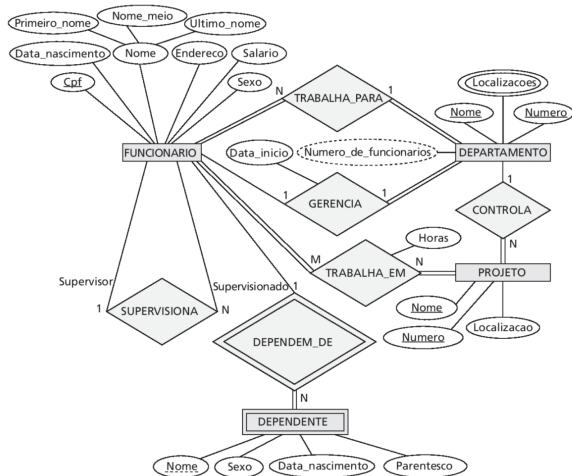 Nome_meio
Primeiro_nome
Ultimo_nome
Data_nascimento
Nome
Endereco
Salario
Cpf
Sexo
N
TRABALHA_PARA
1
Localizacoes
Nome
Numero
FUNCIONARIO
Data_inicio
Numero_de_funcionarios
DEPARTAMENTO
1
GERENCIA
1
1
CONTROLA
N
Horas
M
TRABALHA_EM
N
PROJETO
Supervisor
Supervisionado
1
1
SUPERVISIONA
N
Nome
Numero
Localizacao
DEPENDEM_DE
N
DEPENDENTE
Nome
Sexo
Data_nascimento
Parentesco